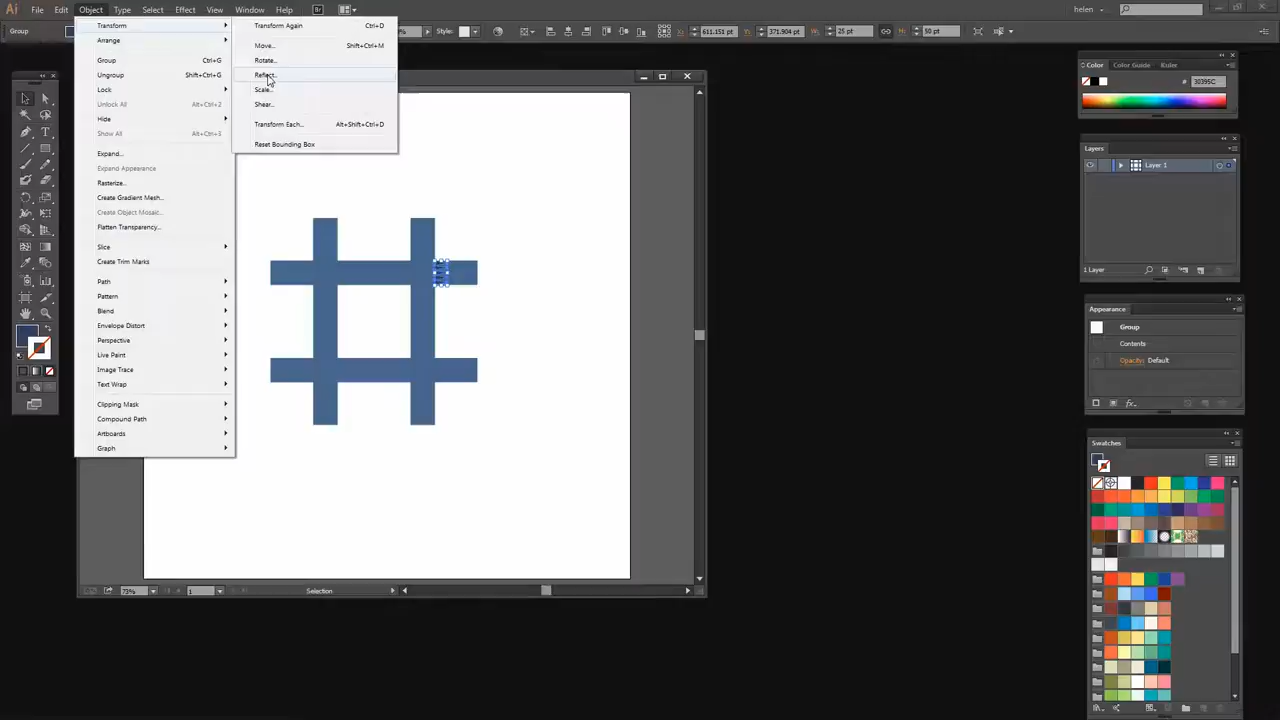 Ai File Edit Object Type Select Effect View Window Help Br helen
Group Style: X: 611.151 pt Y: 371.904 pt W: 25 pt H: 50 pt
Transform
Arrange
Group Ctrl+G
Ungroup Shift+Ctrl+G
Lock
Unlock All Alt+Ctrl+2
Hide
Show All Alt+Ctrl+3
Expand...
Expand Appearance
Rasterize...
Create Gradient Mesh...
Create Object Mosaic...
Flatten Transparency...
Slice
Create Trim Marks
Path
Pattern
Blend
Envelope Distort
Perspective
Live Paint
Image Trace
Text Wrap
Clipping Mask
Compound Path
Artboards
Graph
Transform Again Ctrl+D
Move... Shift+Ctrl+M
Rotate...
Reflect...
Scale...
Shear...
Transform Each... Alt+Shift+Ctrl+D
Reset Bounding Box
73% 1 Selection
Color Color Guide Kuler
# 30395C
Layers
Layer 1
1 Layer
Appearance
Group
Contents
Opacity: Default
fx
Swatches